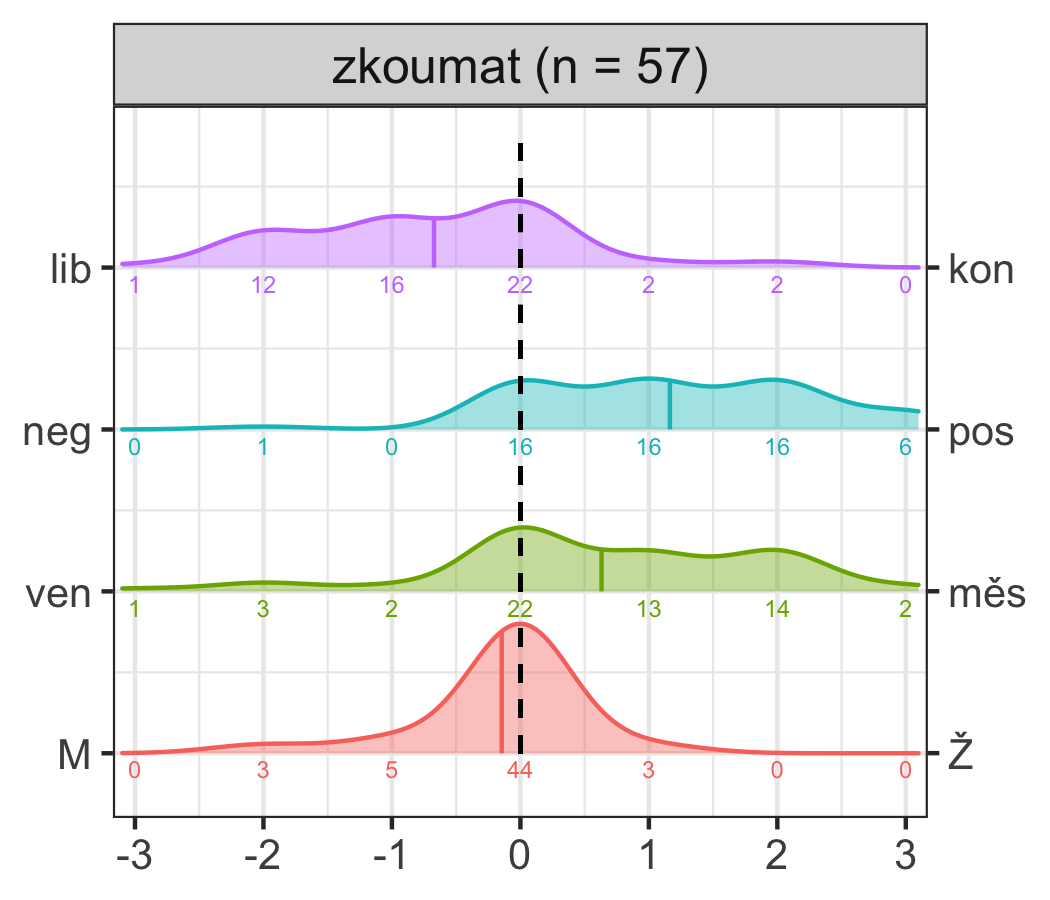 zkoumat (n = 57)
lib kon
1 12 16 22 2 2 0
neg pos
0 1 0 16 16 16 6
ven měs
1 3 2 22 13 14 2
M Ž
0 3 5 44 3 0 0
-3 -2 -1 0 1 2 3